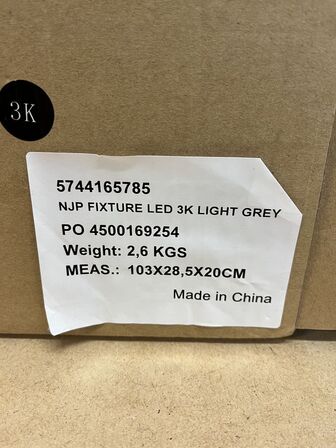 3K
5744165785
NJP FIXTURE LED 3K LIGHT GREY
PO 4500169254
Weight: 2,6 KGS
MEAS.: 103X28,5X20CM
Made in China